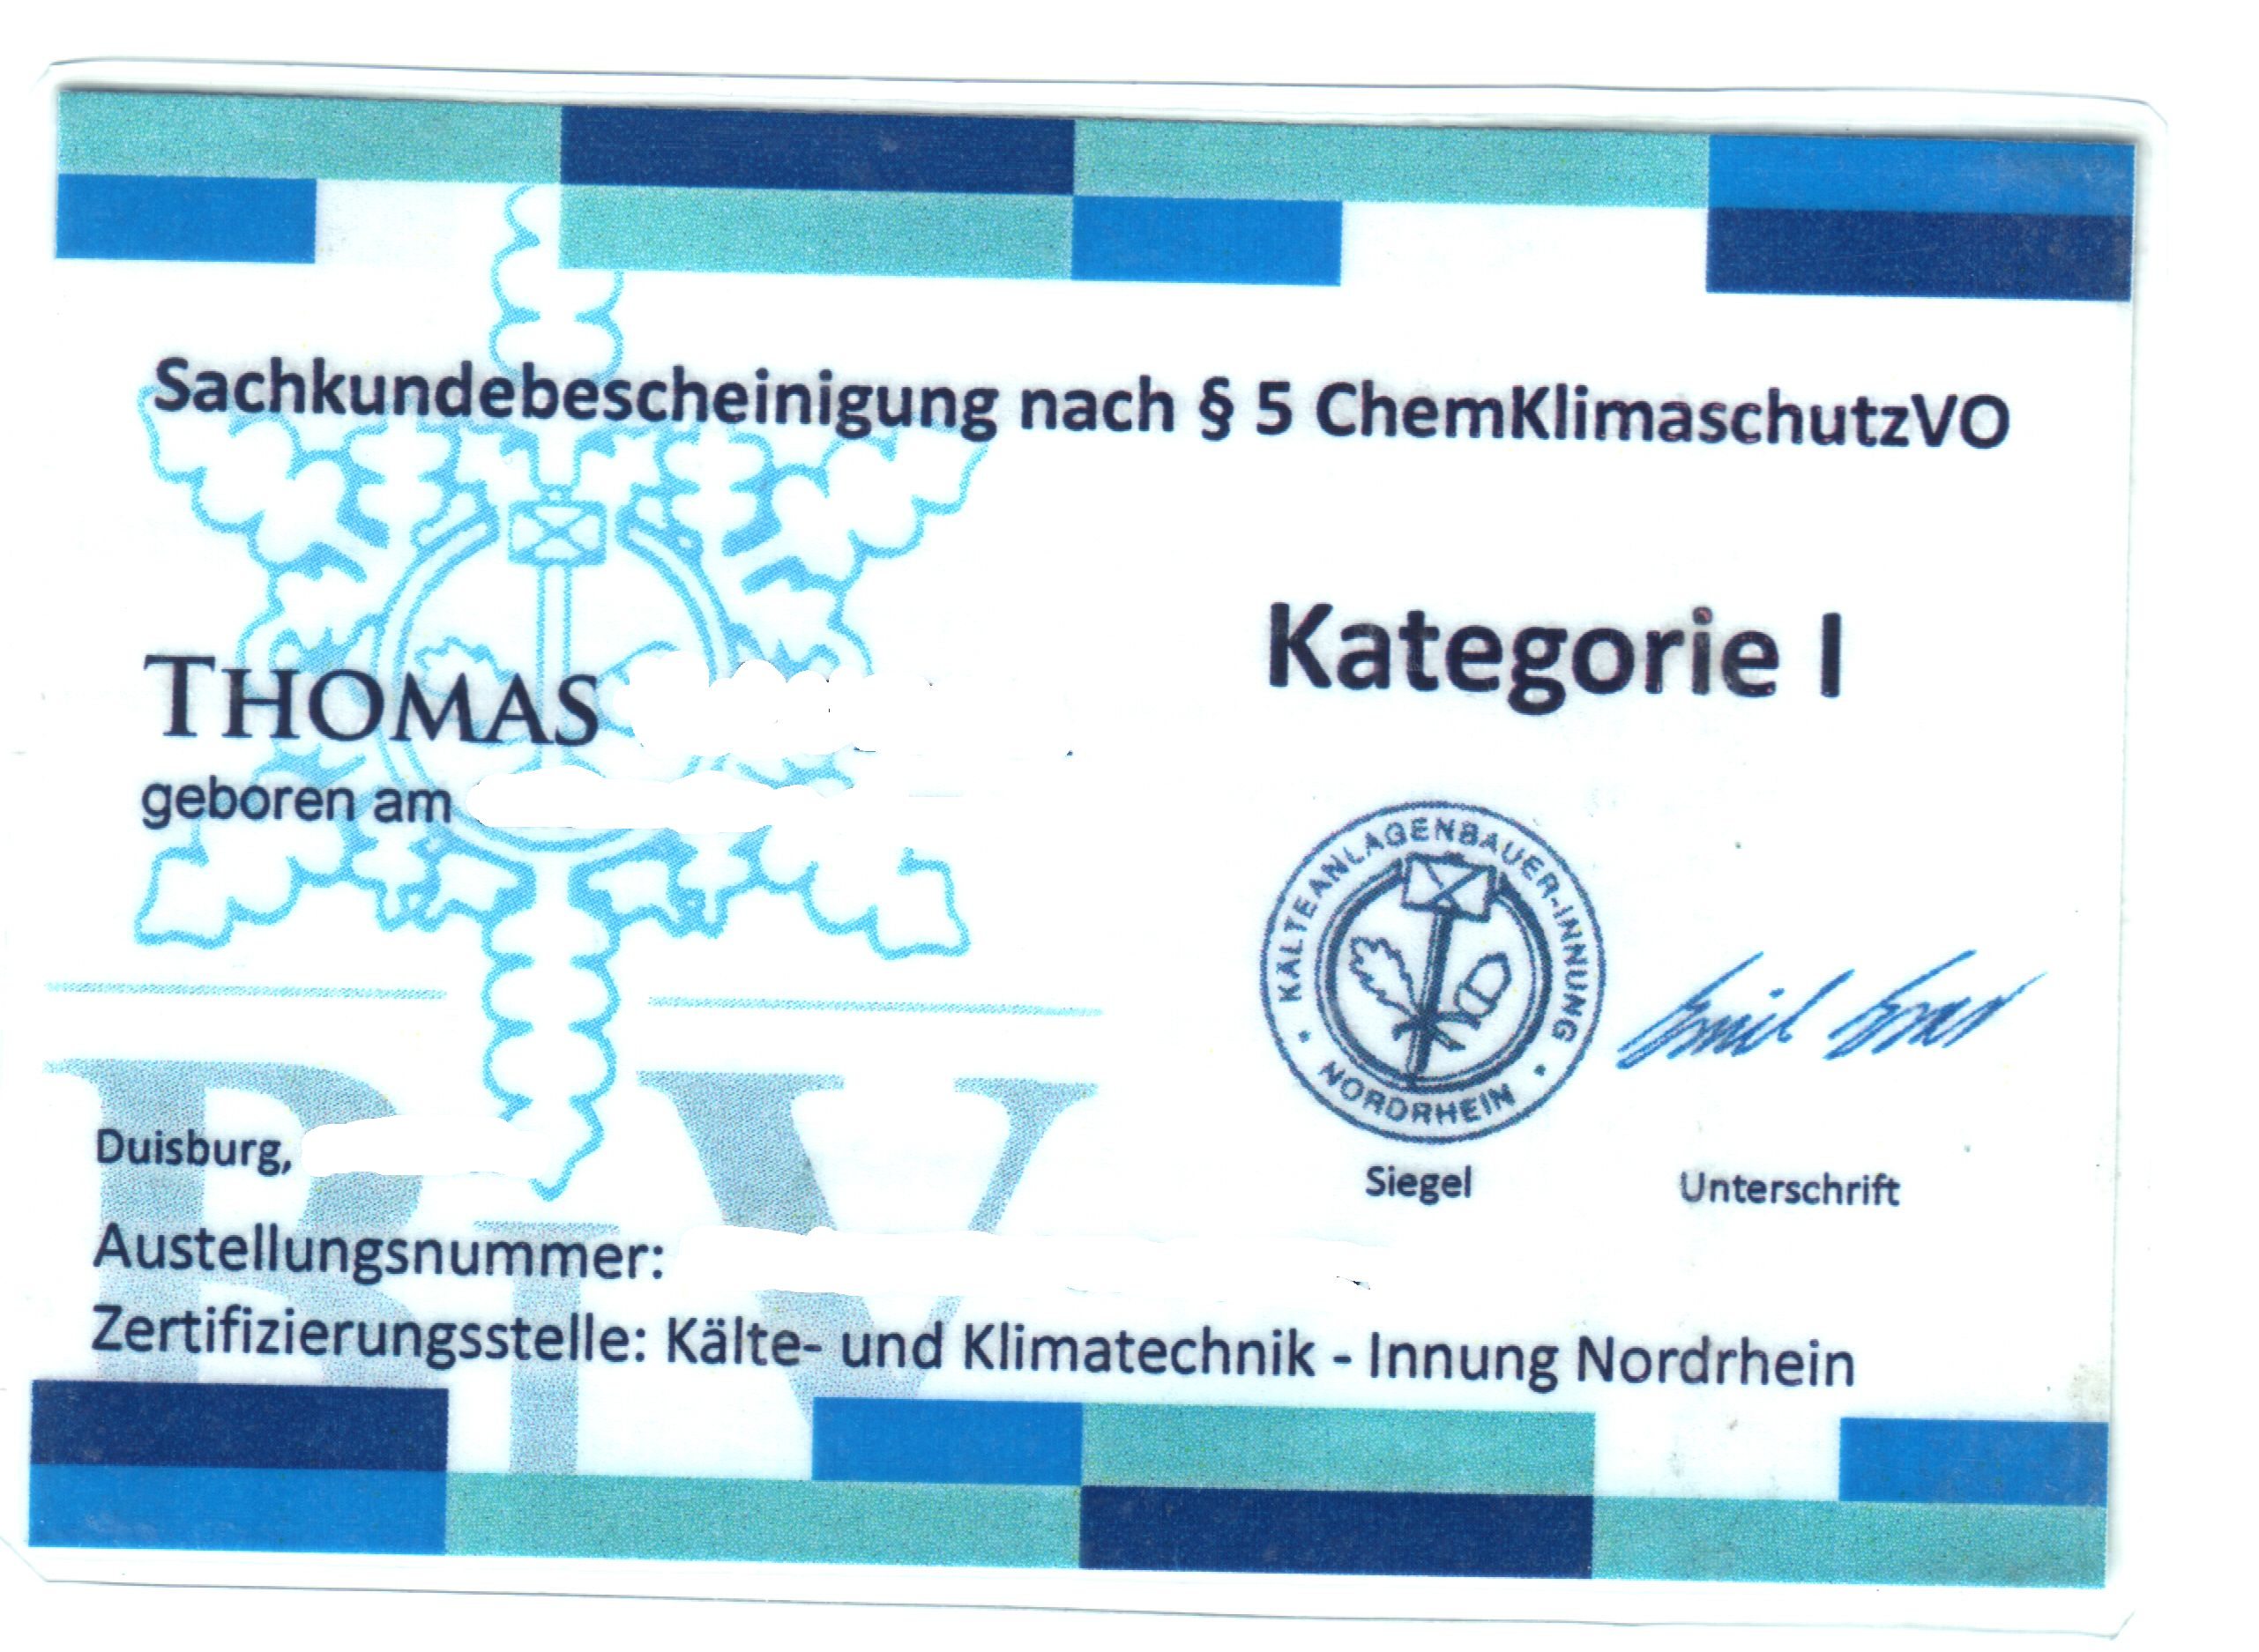 Sachkundebescheinigung nach § 5 ChemKlimaschutzVO
Kategorie I
THOMAS
geboren am
KÄLTEANLAGENBAUER-INNUNG
• NORDRHEIN •
Duisburg,
Siegel
Unterschrift
Austellungsnummer:
Zertifizierungsstelle: Kälte- und Klimatechnik - Innung Nordrhein
BIV